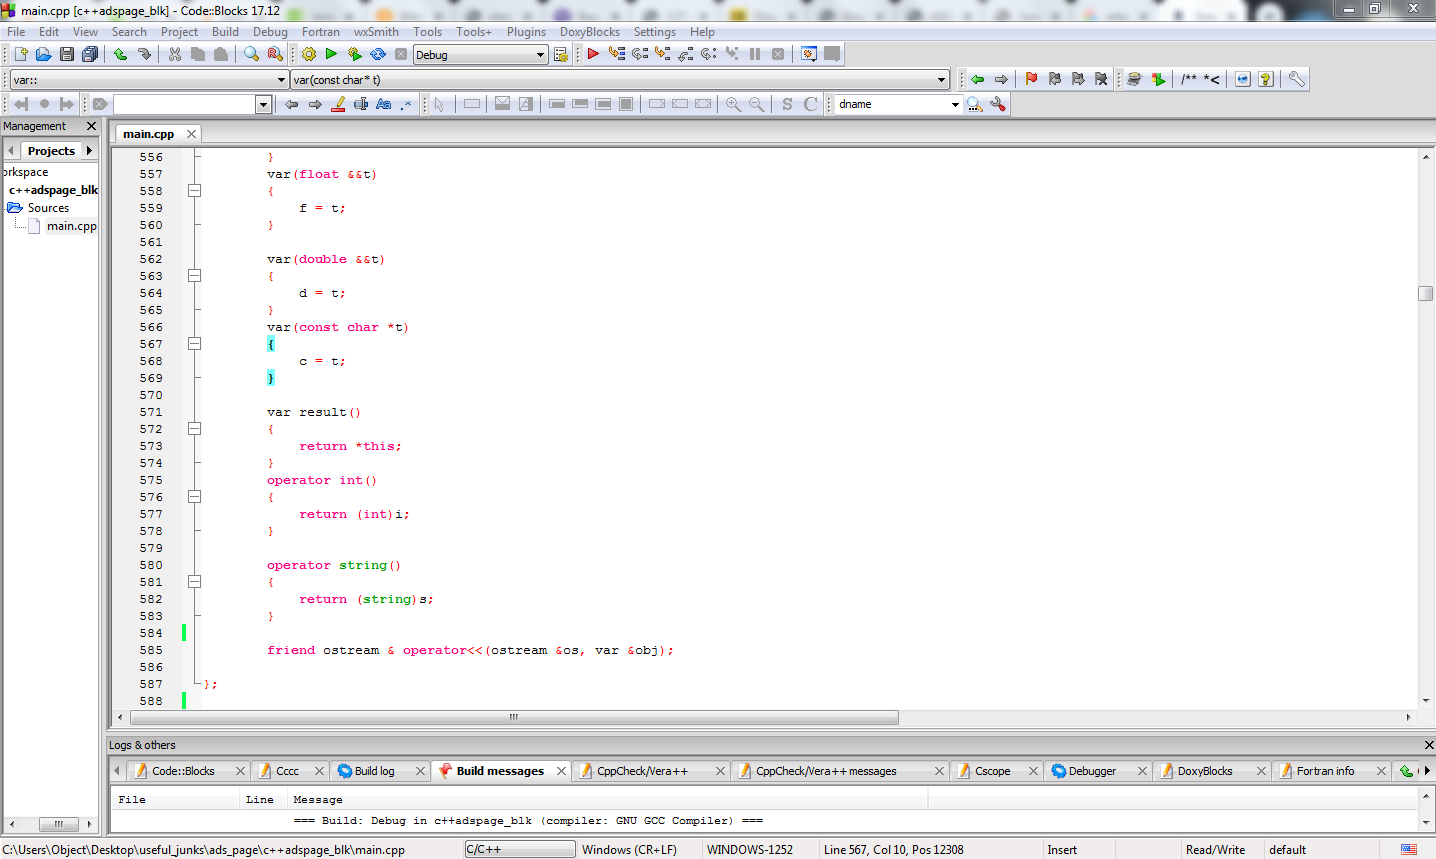 main.cpp [c++adspage_blk] - Code::Blocks 17.12
File Edit View Search Project Build Debug Fortran wxSmith Tools Tools+ Plugins DoxyBlocks Settings Help
Debug
var:: var(const char* t)
/** *<
Aa .* S C dname
Management
Projects
main.cpp
orkspace
c++adspage_blk
Sources
main.cpp
556 }
557 var(float &&t)
558 {
559 f = t;
560 }
561
562 var(double &&t)
563 {
564 d = t;
565 }
566 var(const char *t)
567 {
568 c = t;
569 }
570
571 var result()
572 {
573 return *this;
574 }
575 operator int()
576 {
577 return (int)i;
578 }
579
580 operator string()
581 {
582 return (string)s;
583 }
584
585 friend ostream & operator<<(ostream &os, var &obj);
586
587 };
588
Logs & others
Code::Blocks Cccc Build log Build messages CppCheck/Vera++ CppCheck/Vera++ messages Cscope Debugger DoxyBlocks Fortran info
File Line Message
=== Build: Debug in c++adspage_blk (compiler: GNU GCC Compiler) ===
C:\Users\Object\Desktop\useful_junks\ads_page\c++adspage_blk\main.cpp C/C++ Windows (CR+LF) WINDOWS-1252 Line 567, Col 10, Pos 12308 Insert Read/Write default